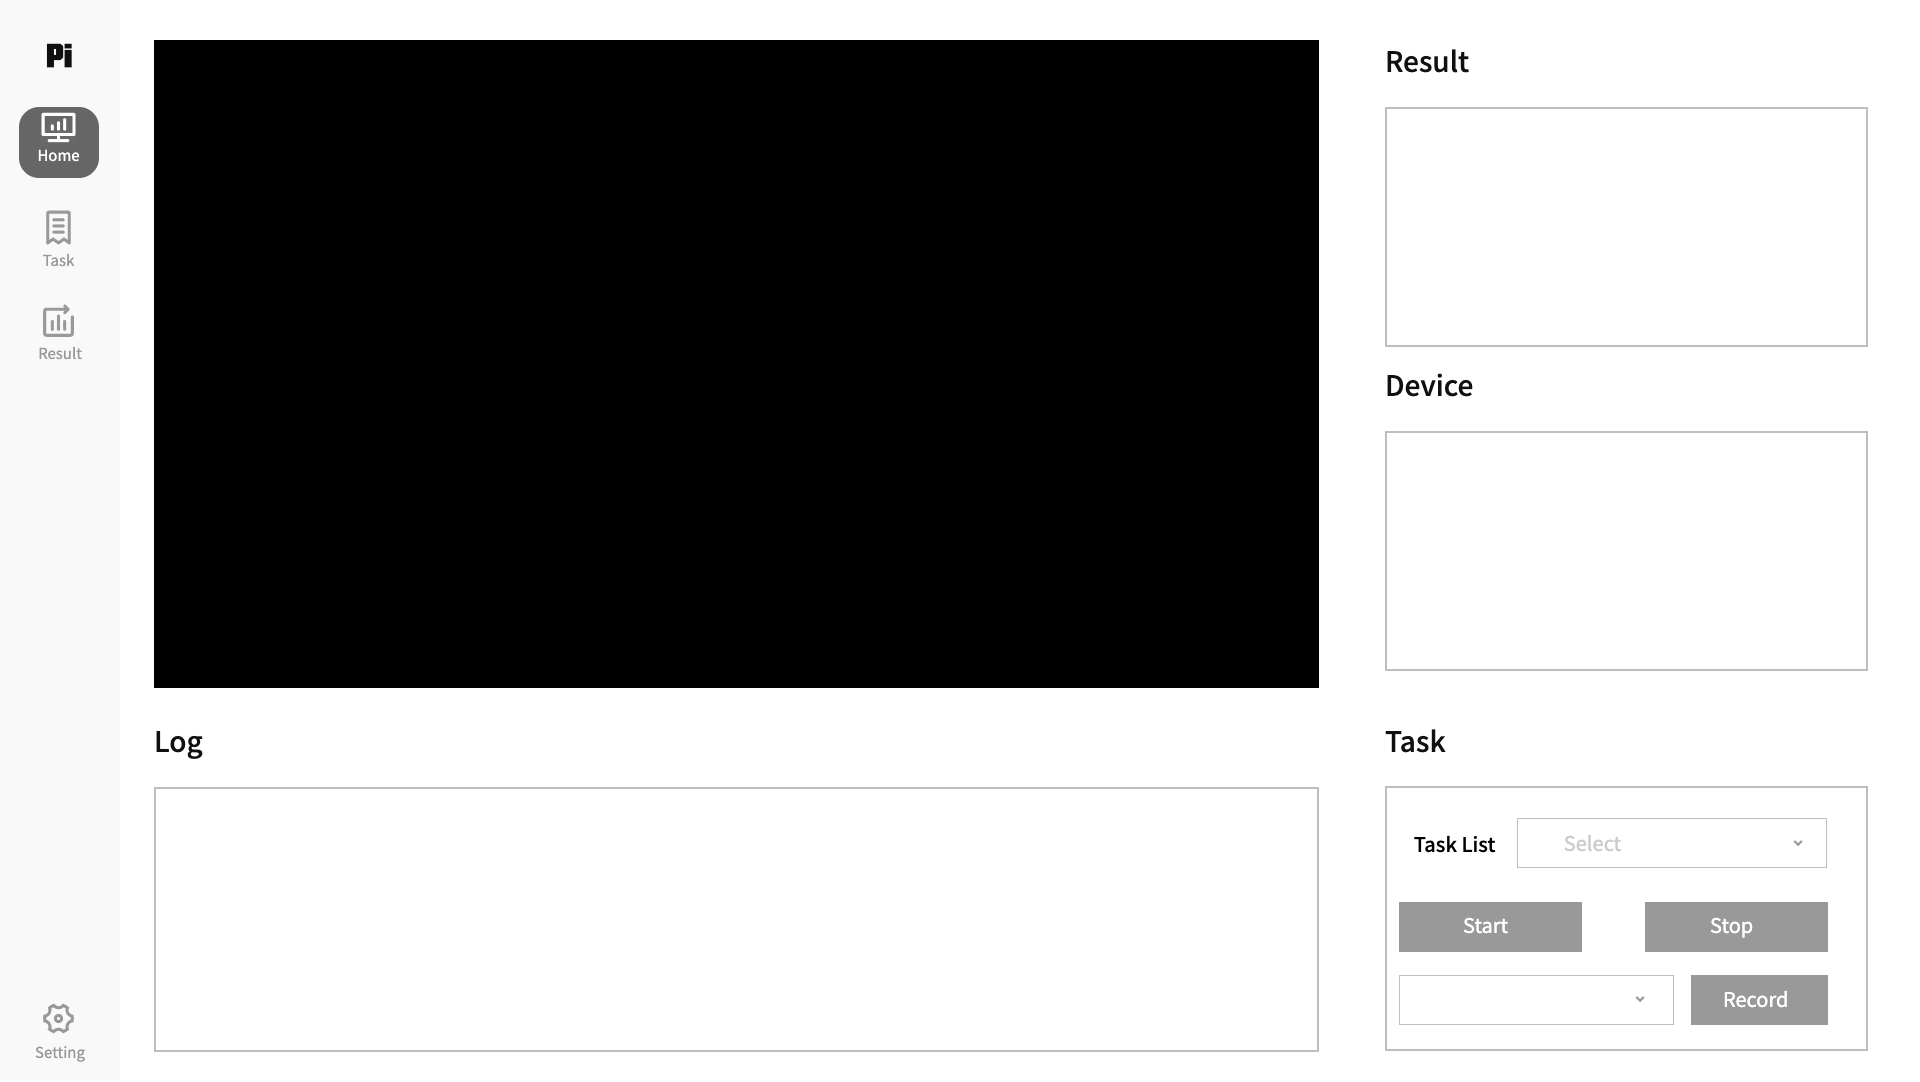 Pi
Home
Task
Result
Setting
Log
Result
Device
Task
Task List
Select
Start
Stop
Record